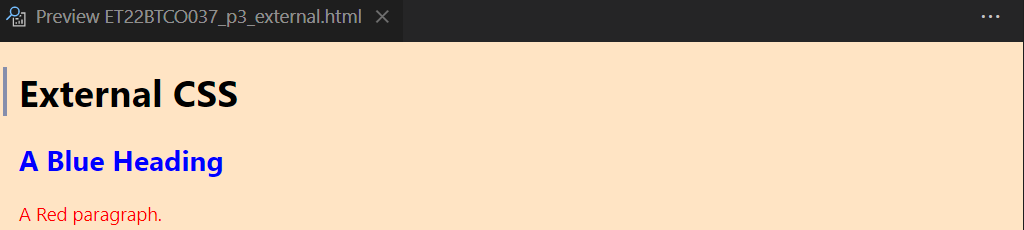 Preview ET22BTCO037_p3_external.html
External CSS
A Blue Heading
A Red paragraph.